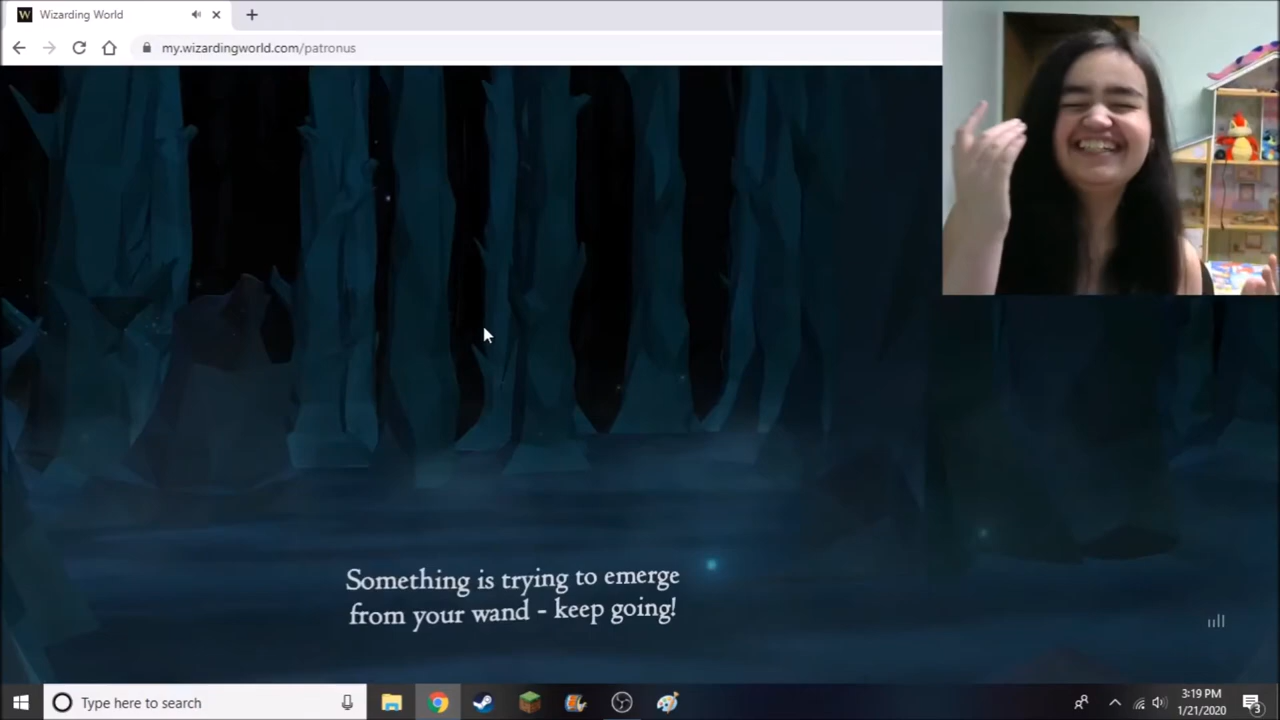 Wizarding World
my.wizardingworld.com/patronus
Something is trying to emerge
from your wand - keep going!
Type here to search
3:19 PM
1/21/2020
3